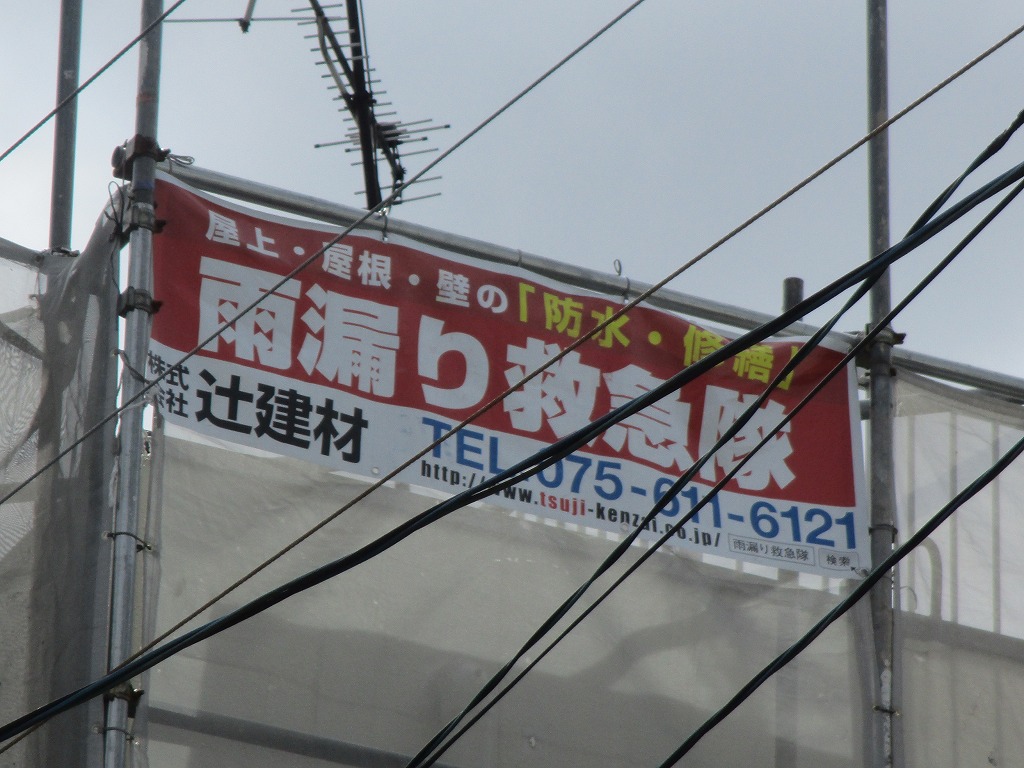 屋上・屋根・壁の「防水・修繕」
雨漏り救急隊
株式会社 辻建材
TEL 075-611-6121
http://www.tsuji-kenzai.co.jp/ 雨漏り救急隊 検索